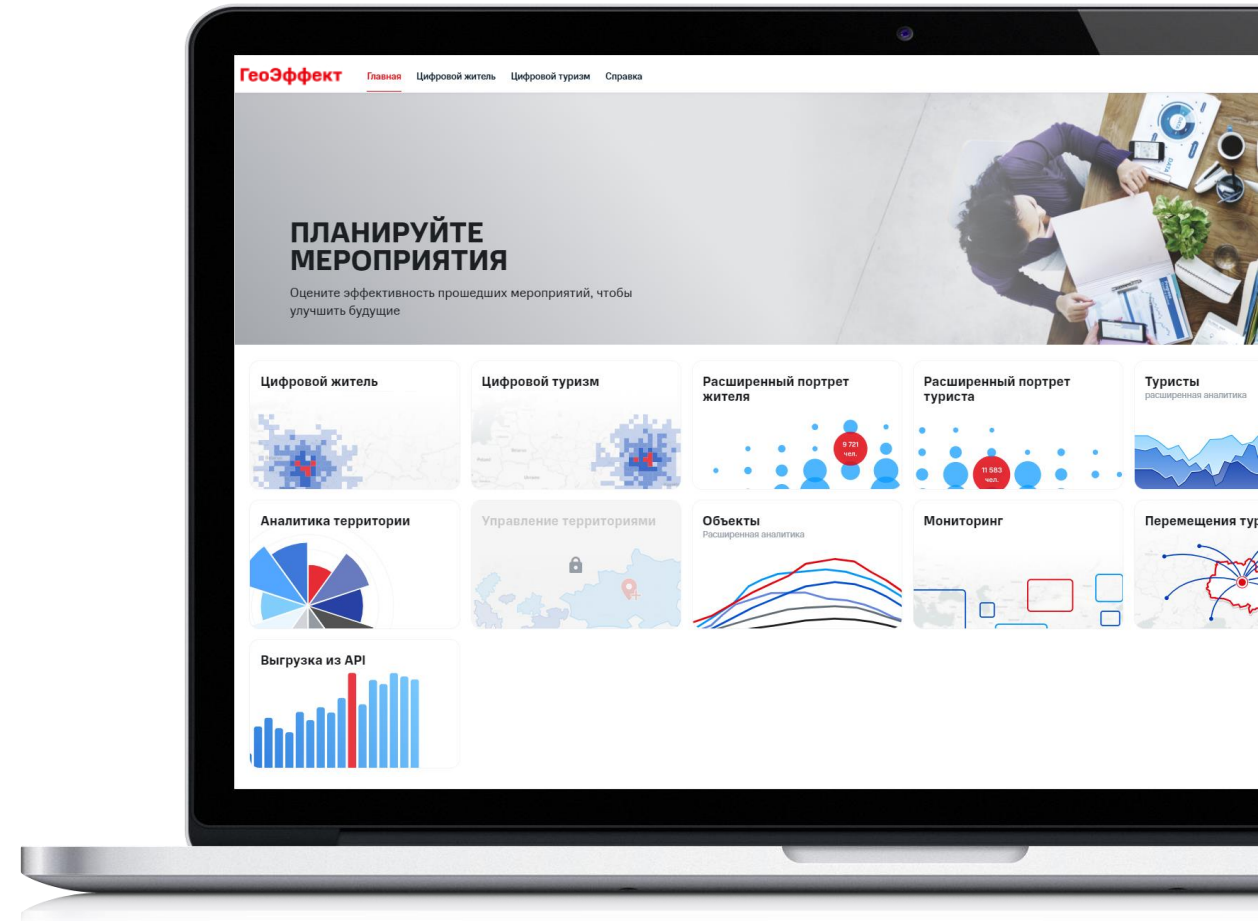 ГеоЭффект
Главная
Цифровой житель
Цифровой туризм
Справка
ПЛАНИРУЙТЕ
МЕРОПРИЯТИЯ
Оцените эффективность прошедших мероприятий, чтобы
улучшить будущие
Цифровой житель
Цифровой туризм
Расширенный портрет
жителя
9 721
чел.
Расширенный портрет
туриста
11 583
чел.
Туристы
расширенная аналитика
Аналитика территории
Управление территориями
Объекты
Расширенная аналитика
Мониторинг
Перемещения тур
Выгрузка из API